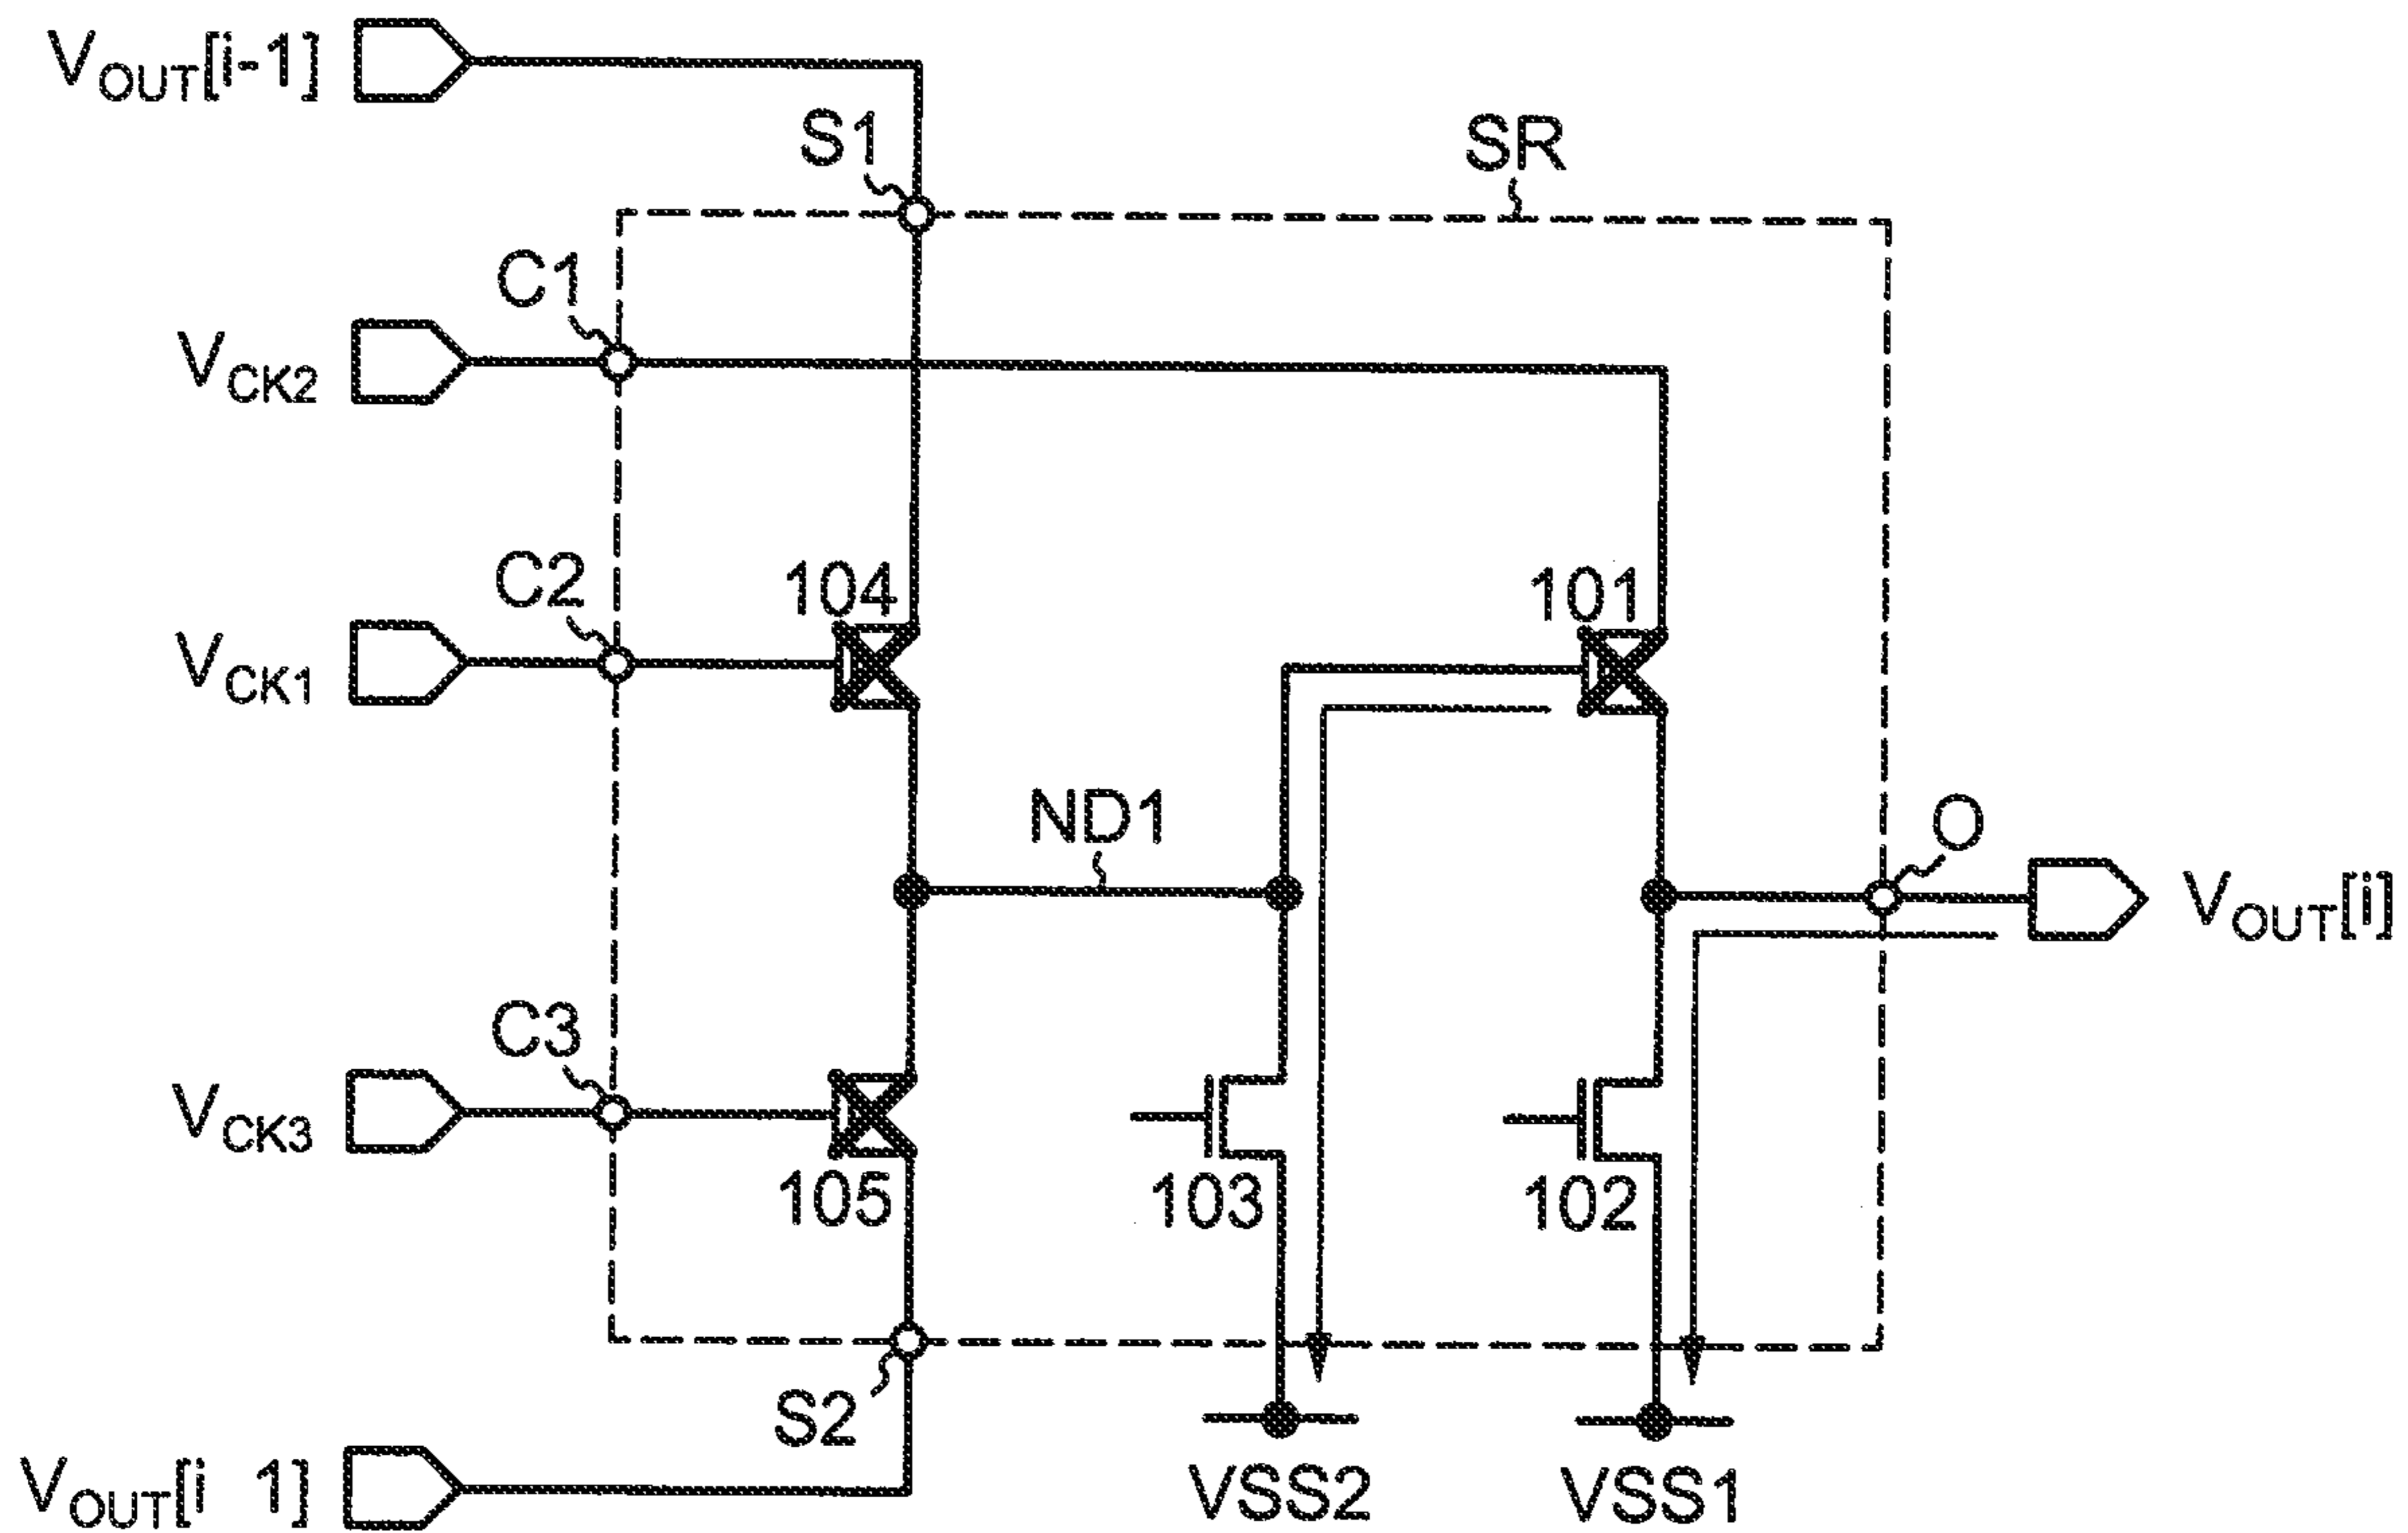 VOUT[i-1]
S1
SR
C1
VCK2
C2
104
101
VCK1
ND1
O
VOUT[i]
C3
VCK3
105
103
102
S2
VOUT[i 1]
VSS2
VSS1